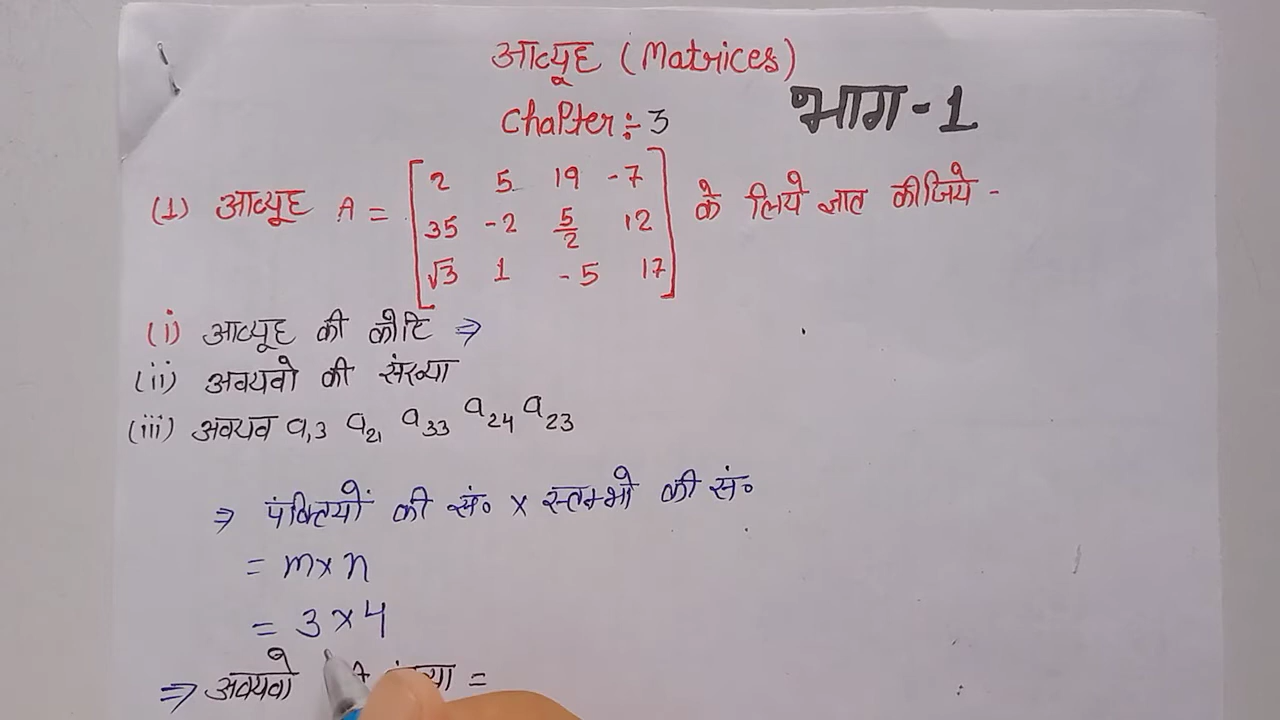 आव्यूह (Matrices)
Chapter :- 3
भाग - 1
(1) आव्यूह A = [ 2 5 19 -7 के लिये ज्ञात कीजिये -
35 -2 5/2 12
√3 1 -5 17 ]
(i) आव्यूह की कोटि ⇒
(ii) अवयवो की संख्या
(iii) अवयव a13 a21 a33 a24 a23
⇒ पंक्तियों की सं० × स्तम्भो की सं०
= m×n
= 3×4
⇒ अवयवो =